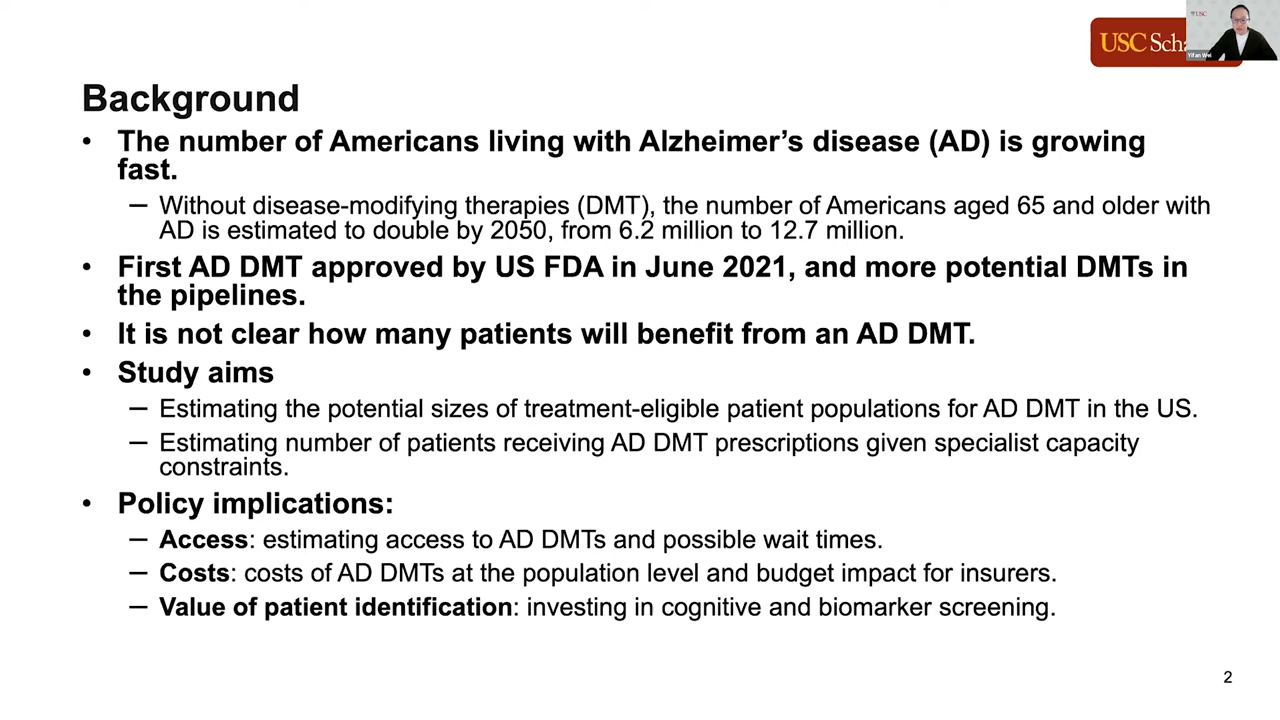 USC
USC
Yifan Wei
Background
• The number of Americans living with Alzheimer’s disease (AD) is growing
fast.
– Without disease-modifying therapies (DMT), the number of Americans aged 65 and older with
AD is estimated to double by 2050, from 6.2 million to 12.7 million.
• First AD DMT approved by US FDA in June 2021, and more potential DMTs in
the pipelines.
• It is not clear how many patients will benefit from an AD DMT.
• Study aims
– Estimating the potential sizes of treatment-eligible patient populations for AD DMT in the US.
– Estimating number of patients receiving AD DMT prescriptions given specialist capacity
constraints.
• Policy implications:
– Access: estimating access to AD DMTs and possible wait times.
– Costs: costs of AD DMTs at the population level and budget impact for insurers.
– Value of patient identification: investing in cognitive and biomarker screening.
2